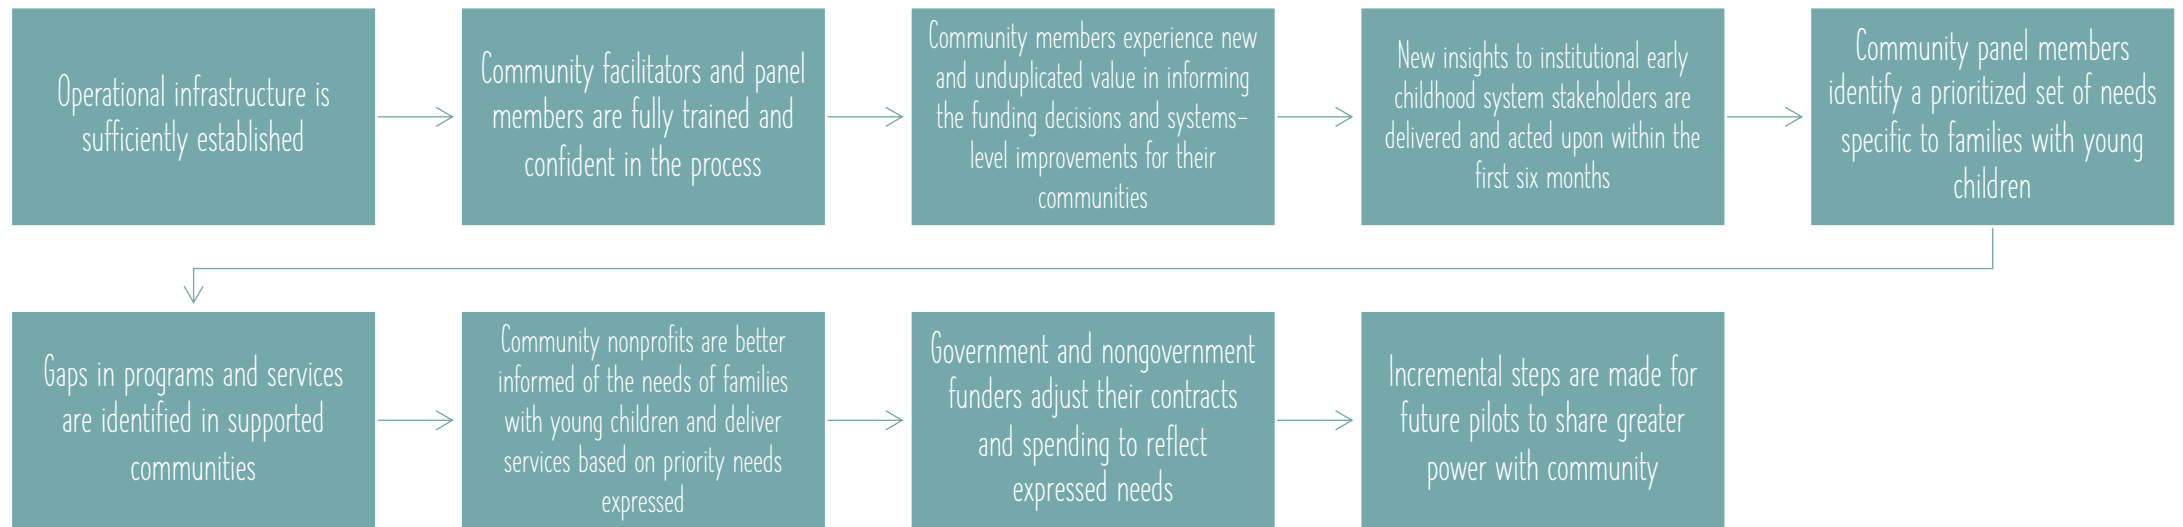 Operational infrastructure is
sufficiently established
Community facilitators and panel
members are fully trained and
confident in the process
Community members experience new
and unduplicated value in informing
the funding decisions and systems-
level improvements for their
communities
New insights to institutional early
childhood system stakeholders are
delivered and acted upon within the
first six months
Community panel members
identify a prioritized set of needs
specific to families with young
children
Gaps in programs and services
are identified in supported
communities
Community nonprofits are better
informed of the needs of families
with young children and deliver
services based on priority needs
expressed
Government and nongovernment
funders adjust their contracts
and spending to reflect
expressed needs
Incremental steps are made for
future pilots to share greater
power with community